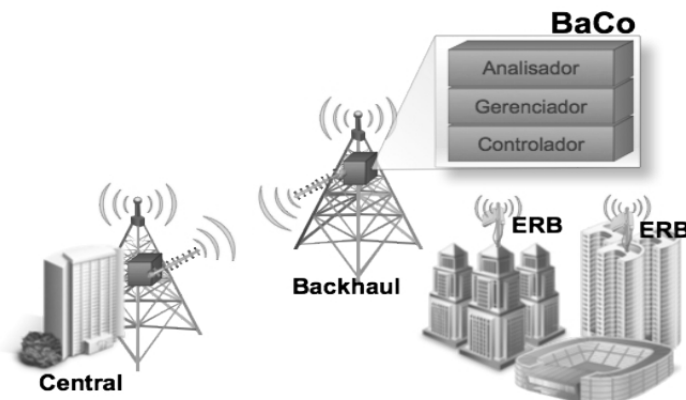 BaCo
Analisador
Gerenciador
Controlador
ERB
ERB
Backhaul
Central